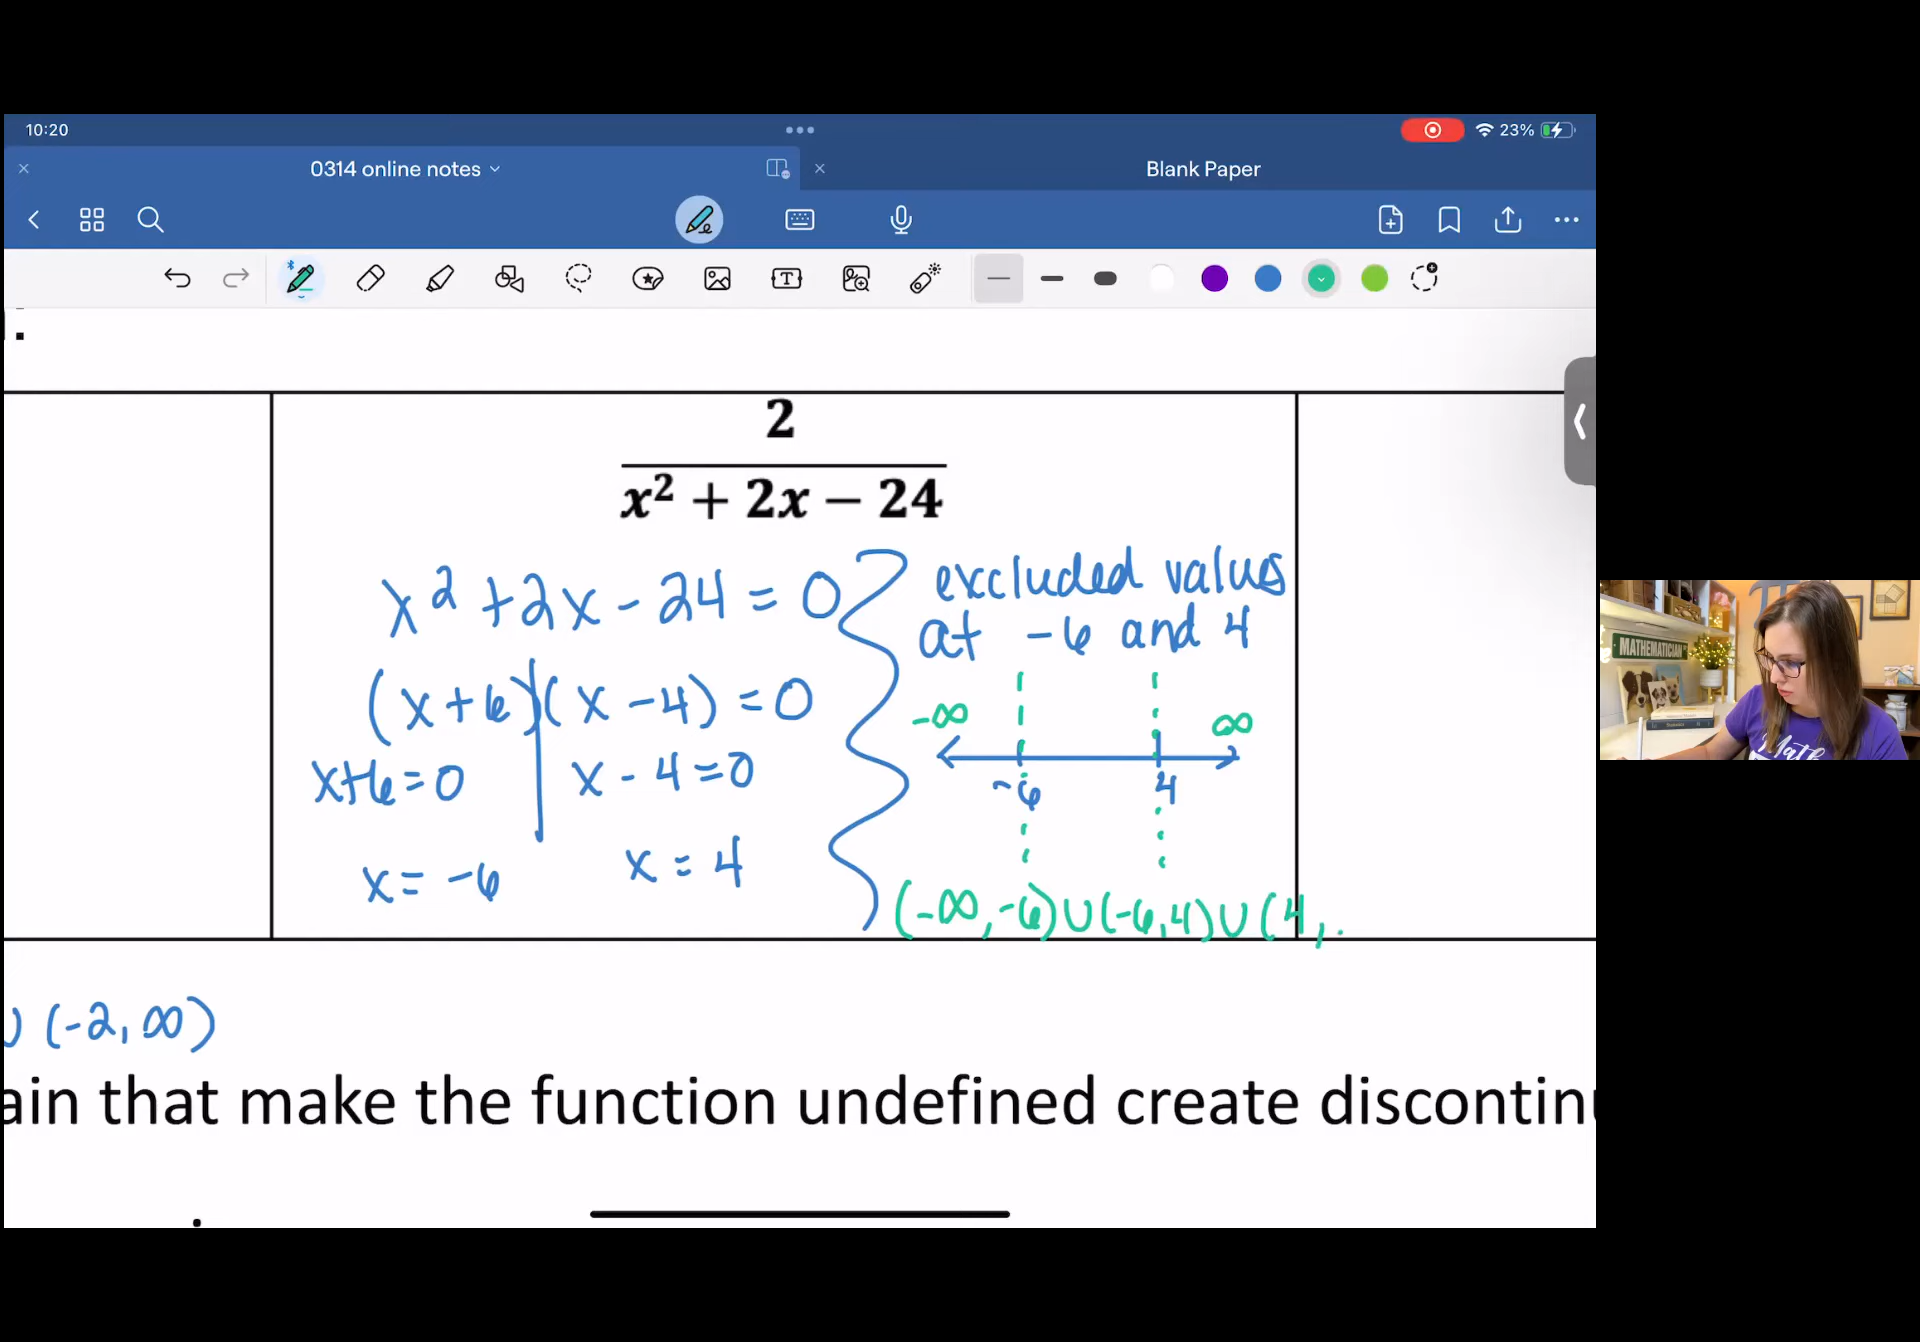 10:20
23%
0314 online notes
Blank Paper
2
x² + 2x − 24
x² + 2x - 24 = 0
excluded values
at -6 and 4
(x+6)(x-4) = 0
-∞ ∞
x+6=0 x-4=0
-6 4
x = -6 x = 4
(-∞,-6)∪(-6,4)∪(4,
∪ (-2,∞)
ain that make the function undefined create discontinu
MATHEMATICIAN
Math